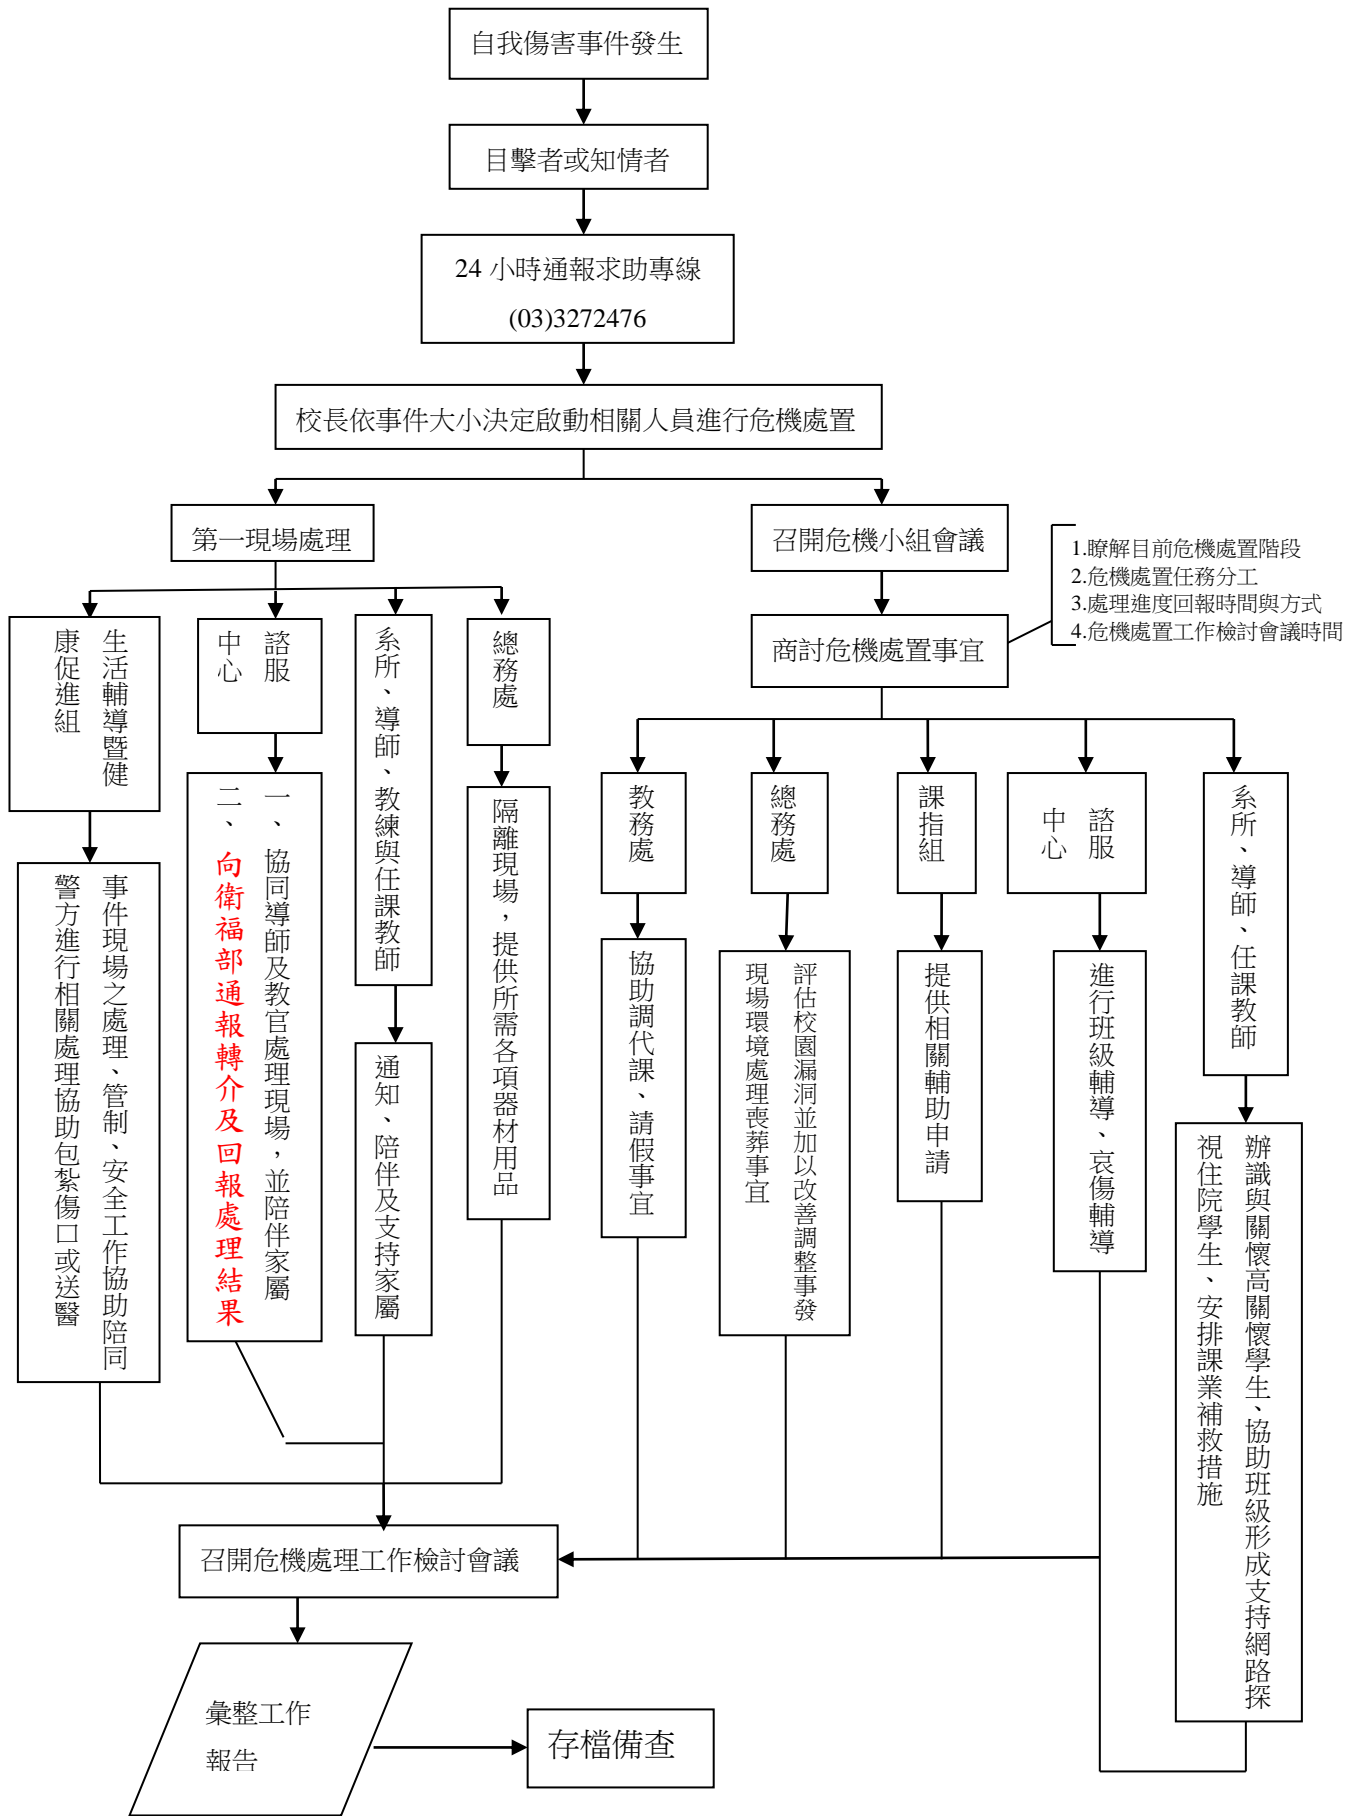 自我傷害事件發生
目擊者或知情者
24 小時通報求助專線
(03)3272476
校長依事件大小決定啟動相關人員進行危機處置
第一現場處理
召開危機小組會議
1.瞭解目前危機處置階段
2.危機處置任務分工
3.處理進度回報時間與方式
4.危機處置工作檢討會議時間
商討危機處置事宜
生活輔導暨健
康促進組
諮服
中心
系所、導師、教練與任課教師
總務處
事件現場之處理、管制、安全工作協助陪同
警方進行相關處理協助包紮傷口或送醫
一、協同導師及教官處理現場，並陪伴家屬
二、向衛福部通報轉介及回報處理結果
通知、陪伴及支持家屬
隔離現場，提供所需各項器材用品
教務處
總務處
課指組
諮服
中心
系所、導師、任課教師
協助調代課、請假事宜
評估校園漏洞並加以改善調整事發
現場環境處理喪葬事宜
提供相關輔助申請
進行班級輔導、哀傷輔導
辦識與關懷高關懷學生、協助班級形成支持網路探
視住院學生、安排課業補救措施
召開危機處理工作檢討會議
彙整工作
報告
存檔備查